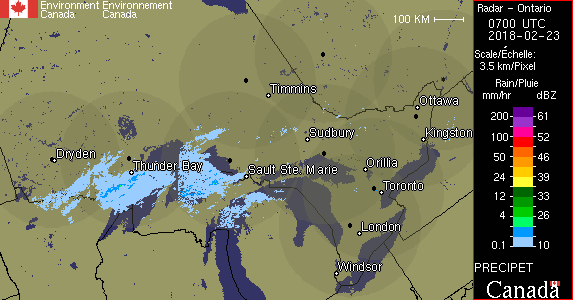 Environment Environnement
Canada Canada
100 KM
Timmins
Ottawa
Sudbury
Kingston
Dryden
Thunder Bay
Sault Ste. Marie
Orillia
Toronto
London
Windsor
Radar - Ontario
0700 UTC
2018-02-23
Scale/Échelle:
3.5 km/Pixel
Rain/Pluie
mm/hr dBZ
200 61
100 52
50 46
24 39
12 33
4 26
0.1 10
PRECIPET
Canada